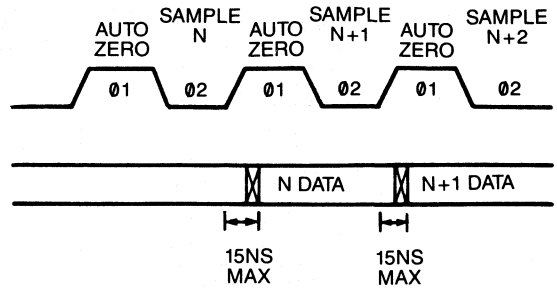 AUTO ZERO
SAMPLE N
AUTO ZERO
SAMPLE N+1
AUTO ZERO
SAMPLE N+2
Ø1
Ø2
Ø1
Ø2
Ø1
Ø2
N DATA
N+1 DATA
15NS MAX
15NS MAX